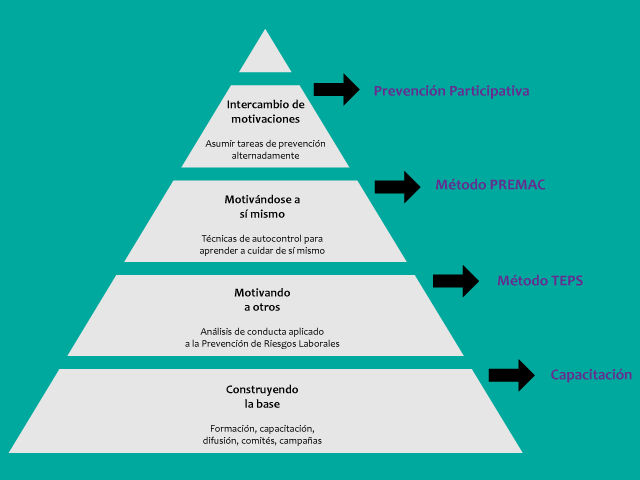 Intercambio de
motivaciones
Asumir tareas de prevención
alternadamente
Prevención Participativa
Motivándose a
sí mismo
Técnicas de autocontrol para
aprender a cuidar de sí mismo
Método PREMAC
Motivando
a otros
Análisis de conducta aplicado
a la Prevención de Riesgos Laborales
Método TEPS
Construyendo
la base
Formación, capacitación,
difusión, comités, campañas
Capacitación